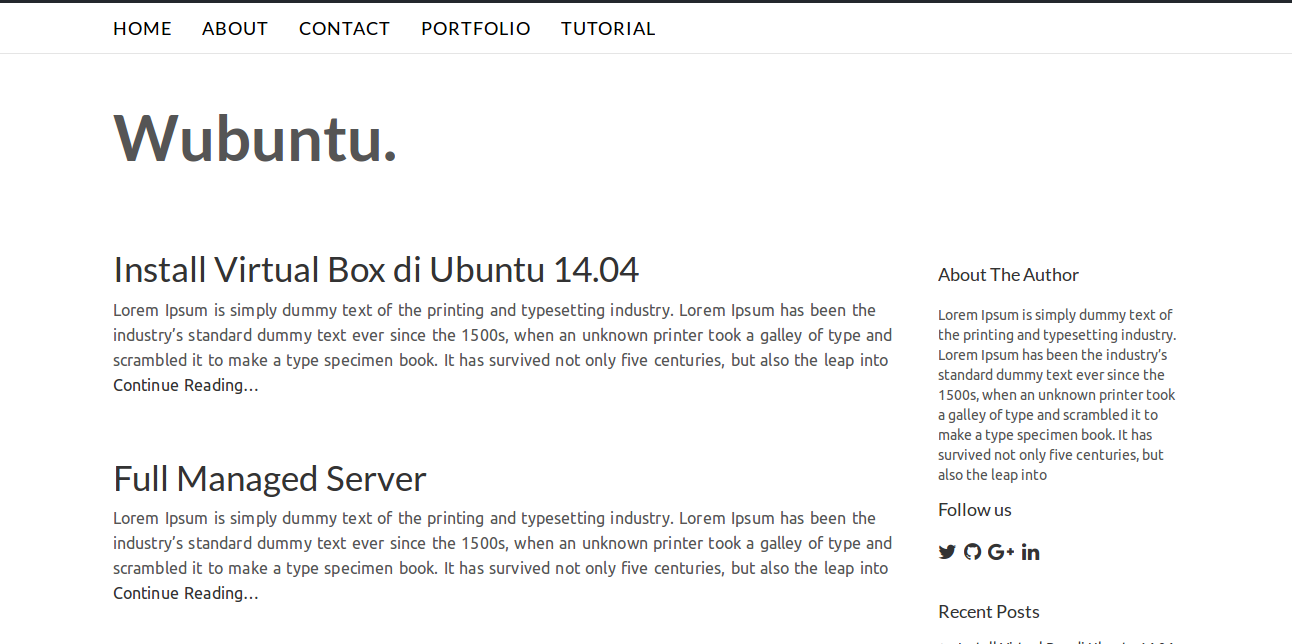 HOME ABOUT CONTACT PORTFOLIO TUTORIAL
Wubuntu.
Install Virtual Box di Ubuntu 14.04
Lorem Ipsum is simply dummy text of the printing and typesetting industry. Lorem Ipsum has been the
industry’s standard dummy text ever since the 1500s, when an unknown printer took a galley of type and
scrambled it to make a type specimen book. It has survived not only five centuries, but also the leap into
Continue Reading…
Full Managed Server
Lorem Ipsum is simply dummy text of the printing and typesetting industry. Lorem Ipsum has been the
industry’s standard dummy text ever since the 1500s, when an unknown printer took a galley of type and
scrambled it to make a type specimen book. It has survived not only five centuries, but also the leap into
Continue Reading…
About The Author
Lorem Ipsum is simply dummy text of
the printing and typesetting industry.
Lorem Ipsum has been the industry’s
standard dummy text ever since the
1500s, when an unknown printer took
a galley of type and scrambled it to
make a type specimen book. It has
survived not only five centuries, but
also the leap into
Follow us
Recent Posts